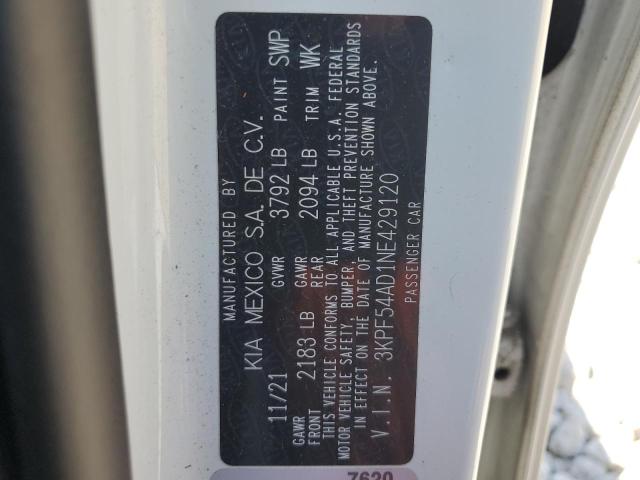 MANUFACTURED BY
KIA MEXICO S.A. DE C.V.
11/21 GVWR 3792 LB PAINT SWP
GAWR FRONT 2183 LB GAWR REAR 2094 LB TRIM WK
THIS VEHICLE CONFORMS TO ALL APPLICABLE U.S.A. FEDERAL
MOTOR VEHICLE SAFETY, BUMPER, AND THEFT PREVENTION STANDARDS
IN EFFECT ON THE DATE OF MANUFACTURE SHOWN ABOVE.
V.I.N. 3KPF54AD1NE429120
PASSENGER CAR
7620